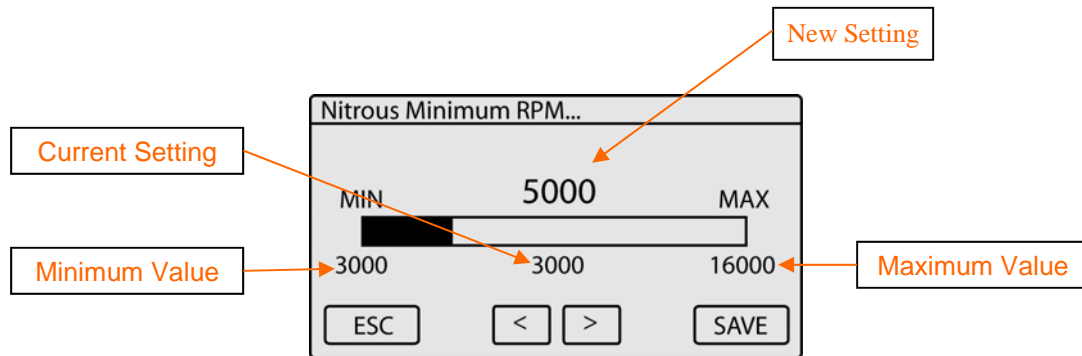 New Setting
Nitrous Minimum RPM...
Current Setting
5000
MIN
MAX
Minimum Value
3000
3000
16000
Maximum Value
ESC
<
>
SAVE